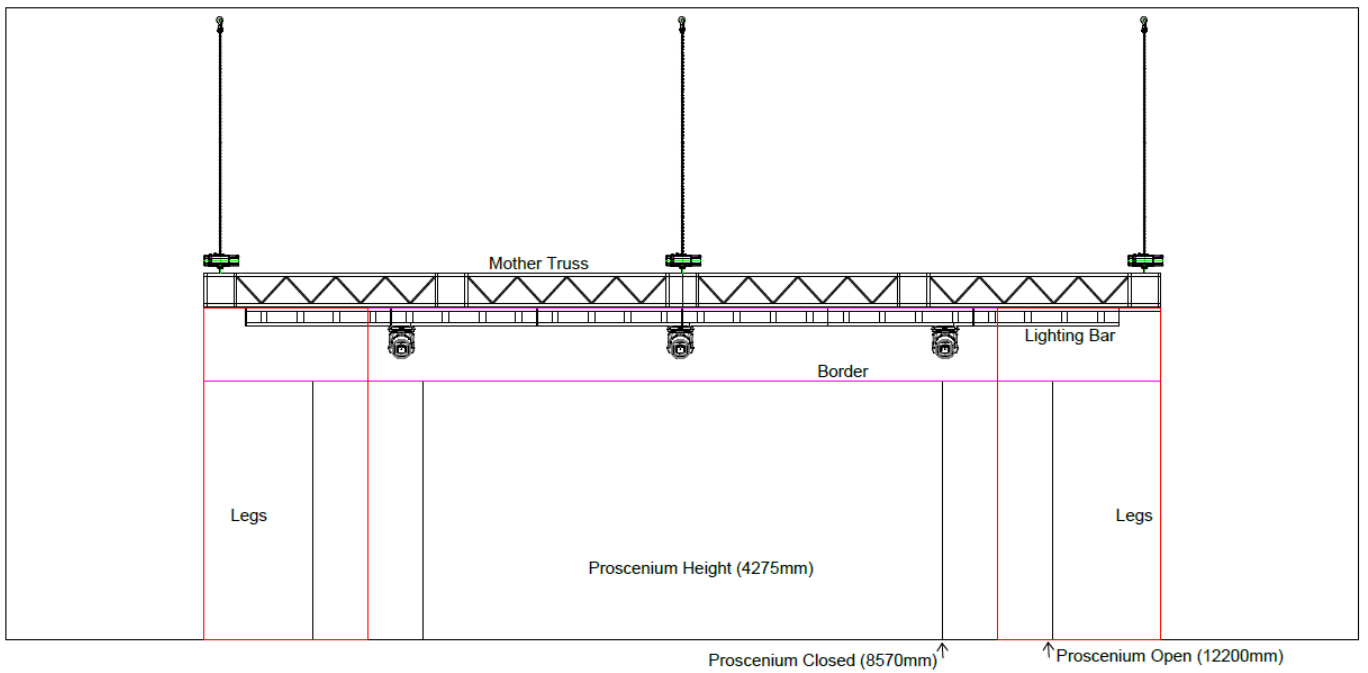 Mother Truss
Lighting Bar
Border
Legs
Legs
Proscenium Height (4275mm)
Proscenium Closed (8570mm)
Proscenium Open (12200mm)